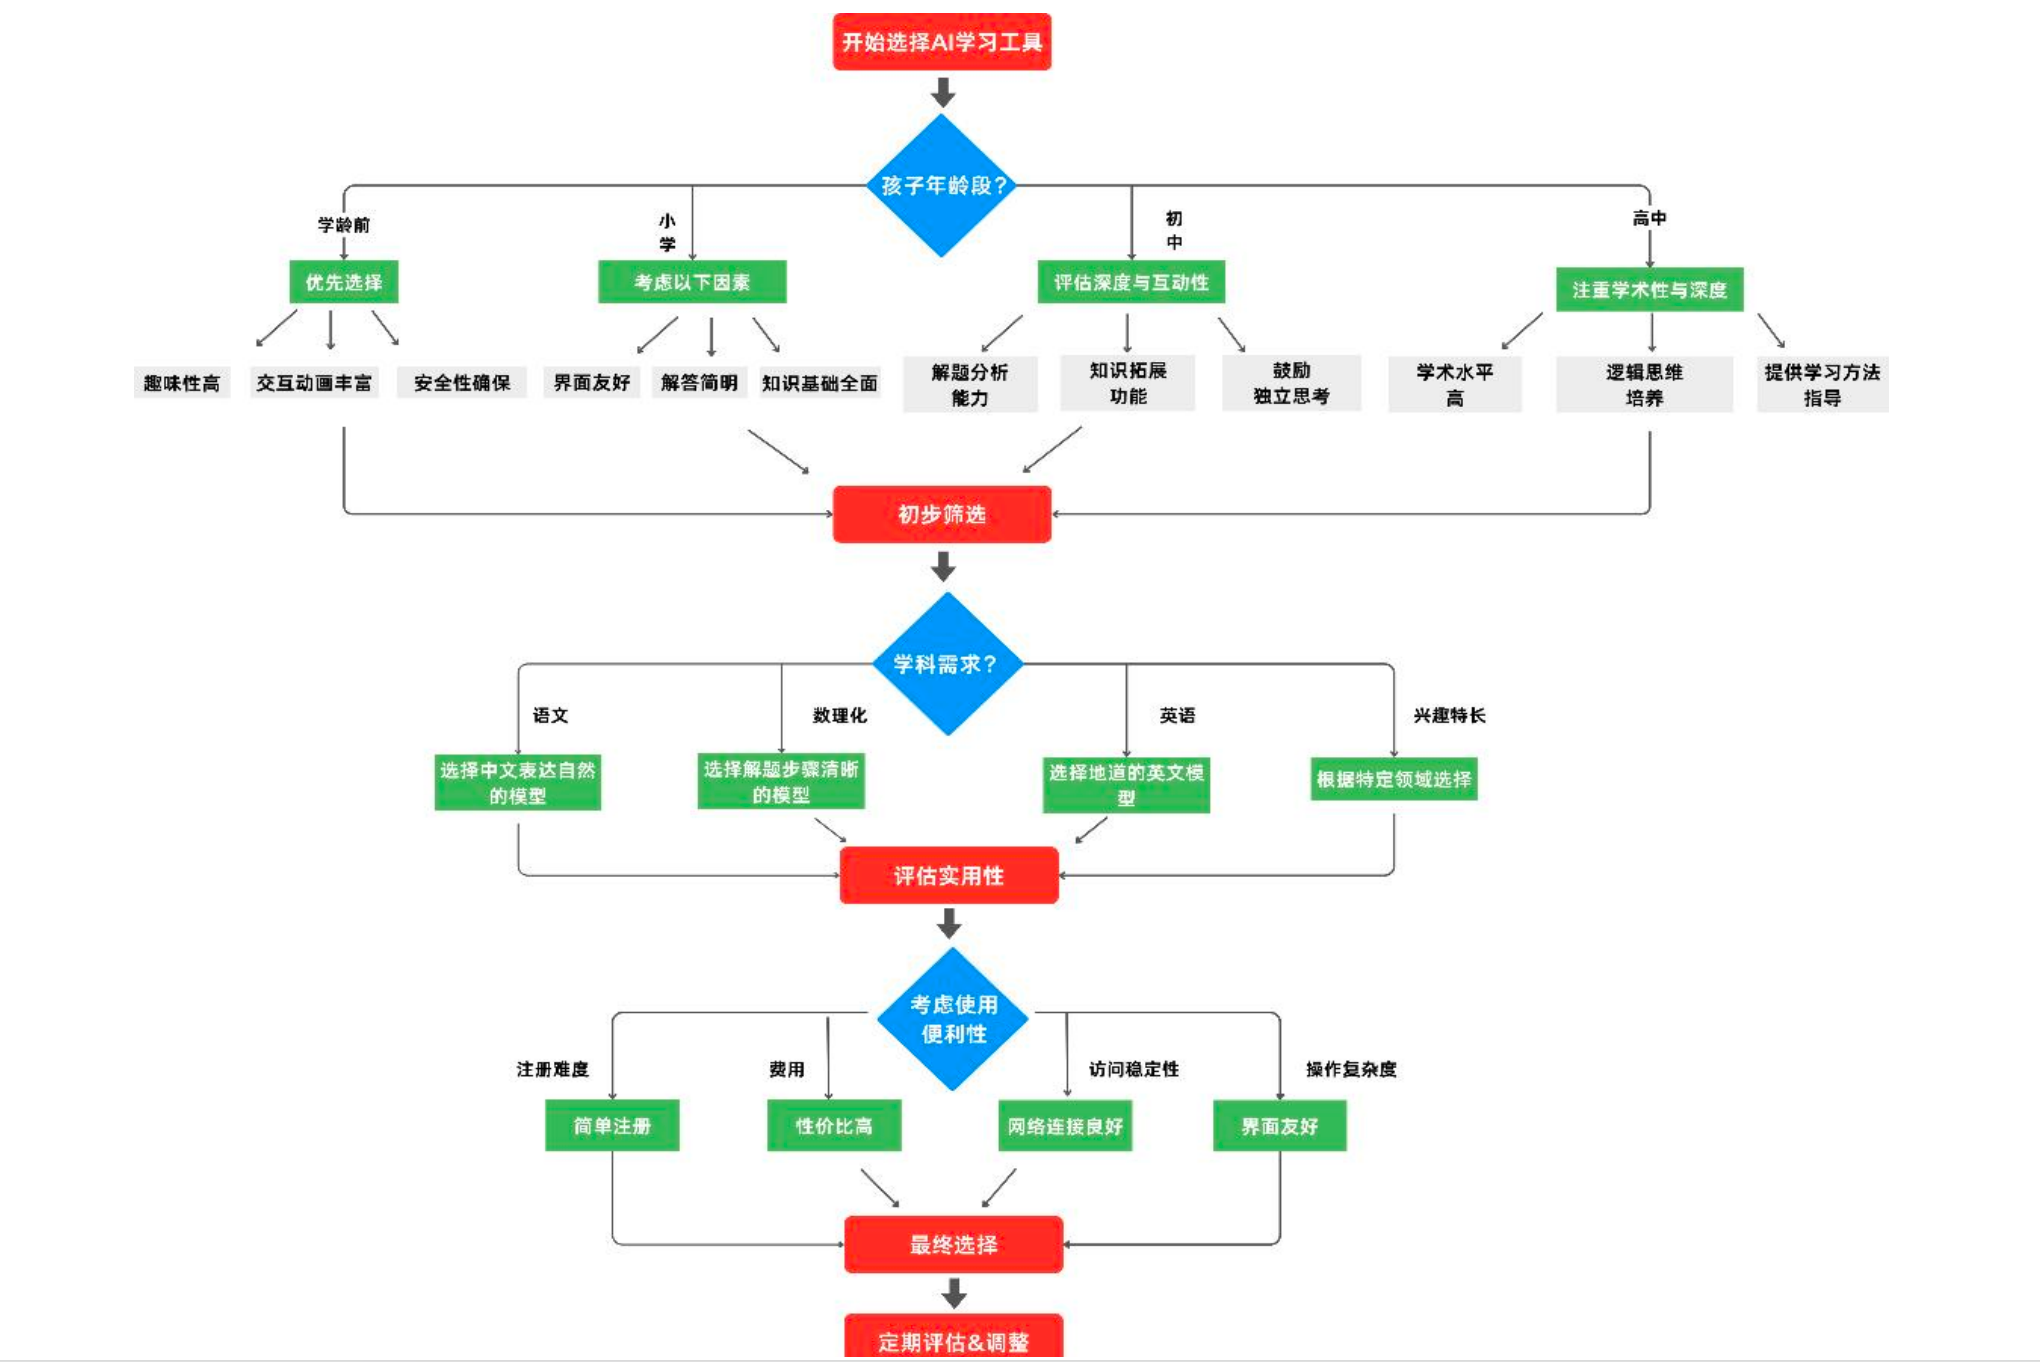 开始选择AI学习工具
孩子年龄段?
学龄前
小
学
初
中
高中
优先选择
考虑以下因素
评估深度与互动性
注重学术性与深度
趣味性高
交互动画丰富
安全性确保
界面友好
解答简明
知识基础全面
解题分析
能力
知识拓展
功能
鼓励
独立思考
学术水平
高
逻辑思维
培养
提供学习方法
指导
初步筛选
学科需求?
语文
数理化
英语
兴趣特长
选择中文表达自然
的模型
选择解题步骤清晰
的模型
选择地道的英文模
型
根据特定领域选择
评估实用性
考虑使用
便利性
注册难度
费用
访问稳定性
操作复杂度
简单注册
性价比高
网络连接良好
界面友好
最终选择
定期评估&调整